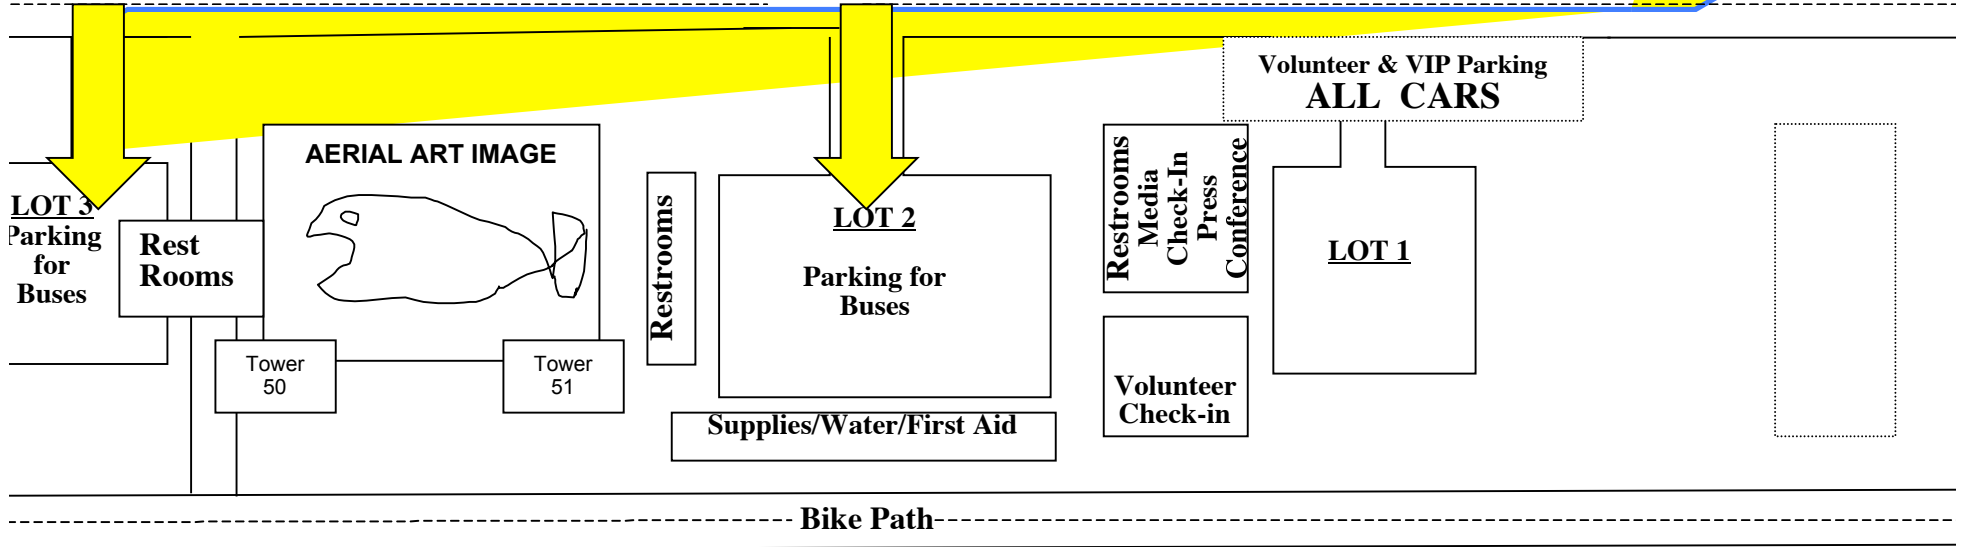 Volunteer & VIP Parking
ALL CARS
AERIAL ART IMAGE
LOT 3
Parking
for
Buses
Rest
Rooms
Tower
50
Tower
51
Restrooms
LOT 2
Parking for
Buses
Supplies/Water/First Aid
Restrooms
Media
Check-In
Press
Conference
Volunteer
Check-in
LOT 1
Bike Path